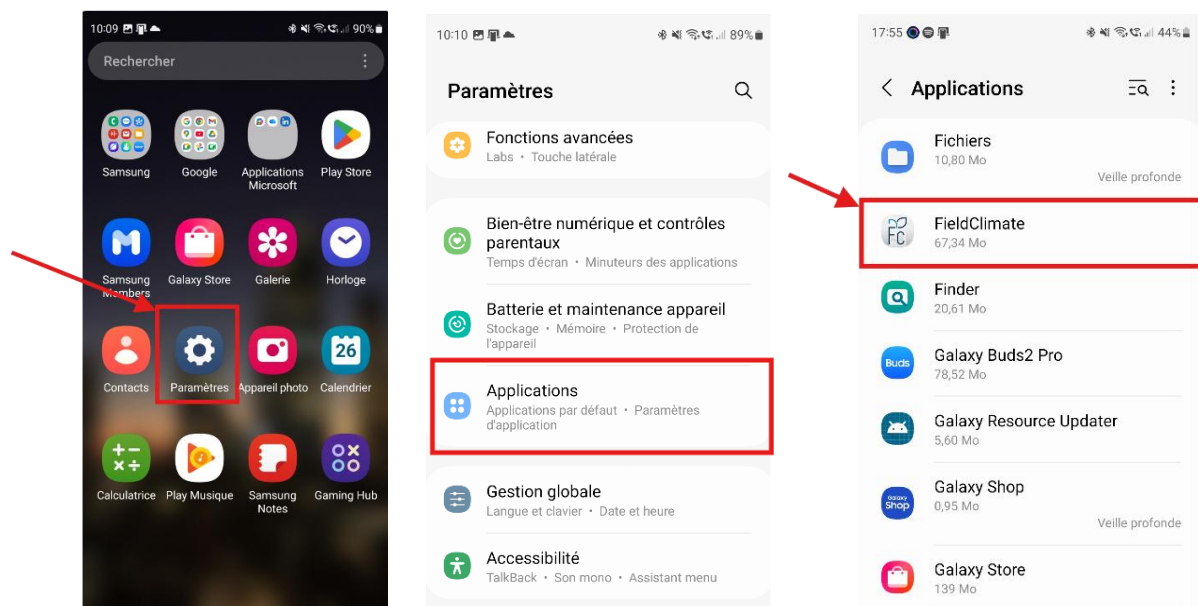 10:09
90%
Rechercher
Samsung
Google
Applications
Microsoft
Play Store
Samsung
Members
Galaxy Store
Galerie
Horloge
Contacts
Paramètres
Appareil photo
26
Calendrier
Calculatrice
Play Musique
Samsung
Notes
Gaming Hub
10:10
89%
Paramètres
Fonctions avancées
Labs • Touche latérale
Bien-être numérique et contrôles
parentaux
Temps d'écran • Minuteurs des applications
Batterie et maintenance appareil
Stockage • Mémoire • Protection de
l'appareil
Applications
Applications par défaut • Paramètres
d'application
Gestion globale
Langue et clavier • Date et heure
Accessibilité
TalkBack • Son mono • Assistant menu
17:55
44%
Applications
Fichiers
10,80 Mo
Veille profonde
FC
FieldClimate
67,34 Mo
Finder
20,61 Mo
Buds
Galaxy Buds2 Pro
78,52 Mo
Galaxy Resource Updater
5,60 Mo
Galaxy
Shop
Galaxy Shop
0,95 Mo
Veille profonde
Galaxy Store
139 Mo